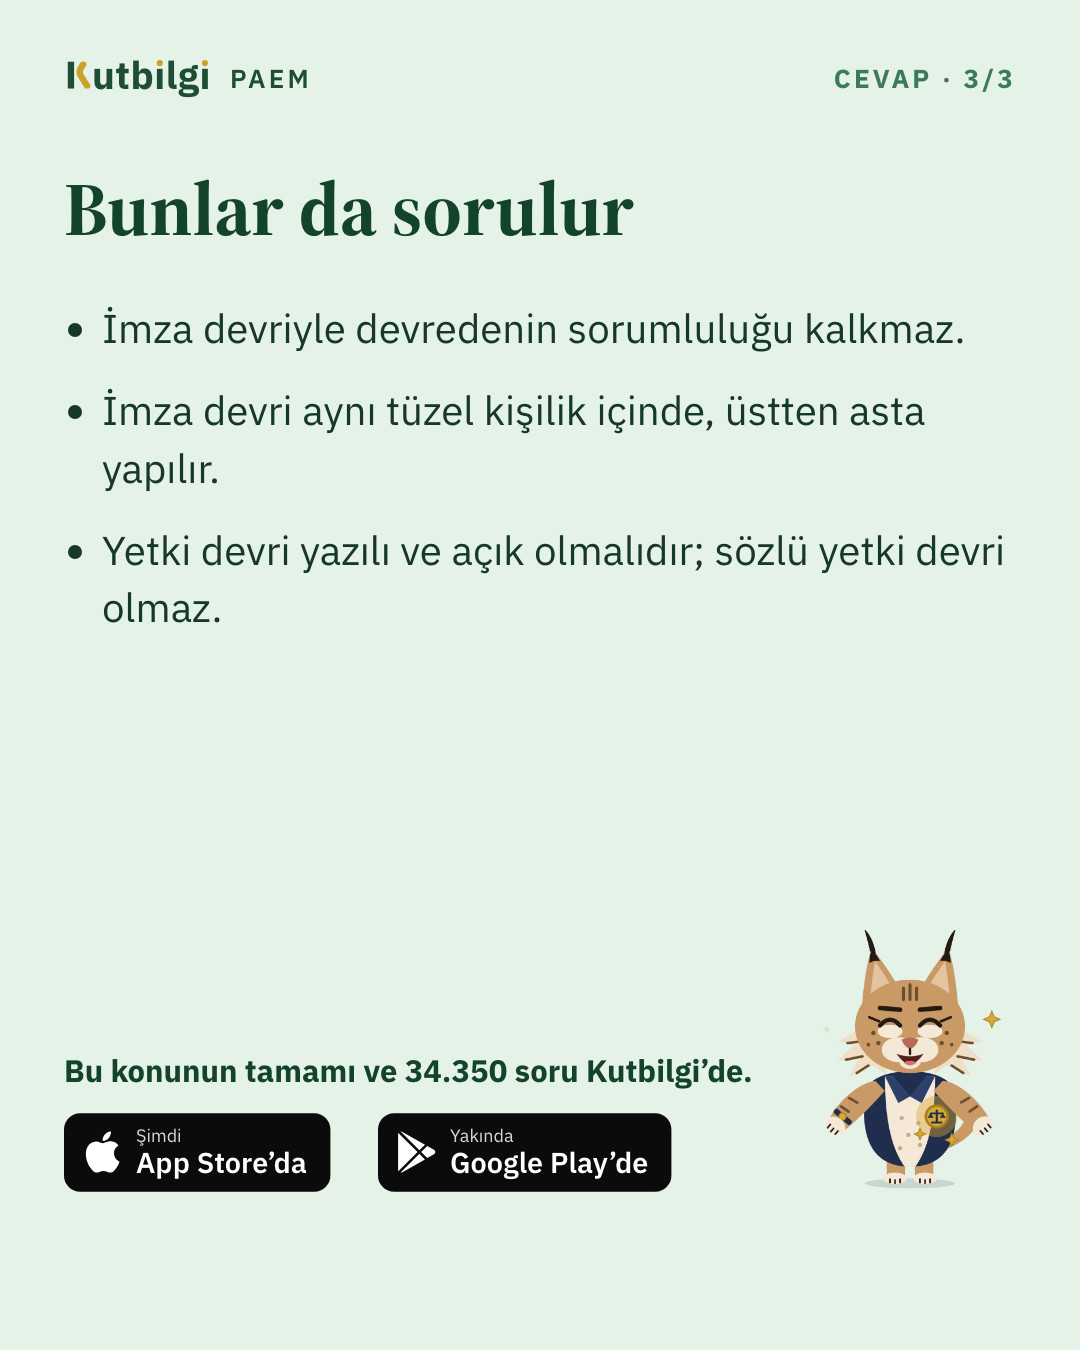 Kutbilgi PAEM
CEVAP · 3/3
Bunlar da sorulur
• İmza devriyle devredenin sorumluluğu kalkmaz.
• İmza devri aynı tüzel kişilik içinde, üstten asta
yapılır.
• Yetki devri yazılı ve açık olmalıdır; sözlü yetki devri
olmaz.
Bu konunun tamamı ve 34.350 soru Kutbilgi’de.
Şimdi
App Store’da
Yakında
Google Play’de